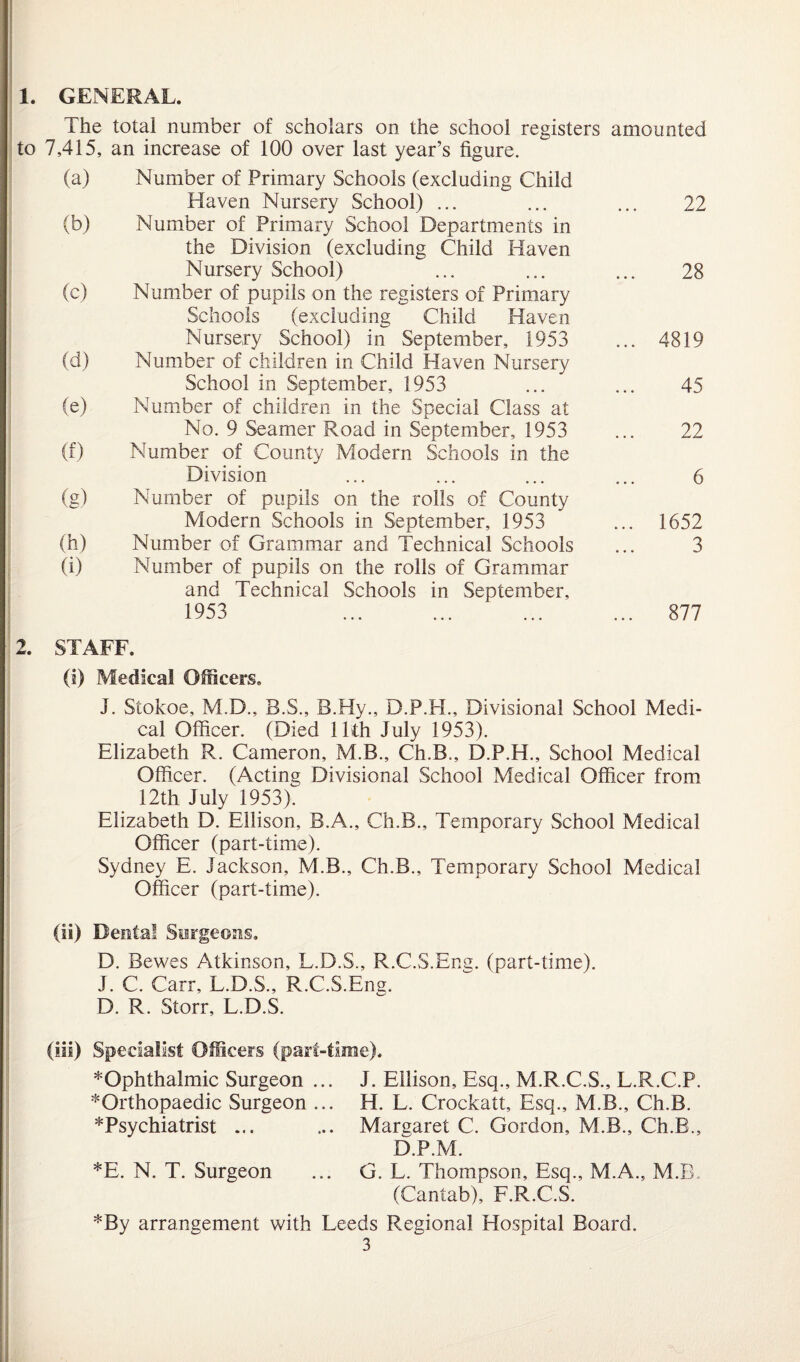 1. GENERAL.
The total number of scholars on the school registers amounted
to 7,415, an increase of 100 over last year's figure.
(a) Number of Primary Schools (excluding Child
Haven Nursery School) ... ... ... 22
(b) Number of Primary School Departments in
the Division (excluding Child Haven
Nursery School) ... ... ... 28
(c) Number of pupils on the registers of Primary
Schools (excluding Child Haven
Nursery School) in September, 1953 ... 4819
(d) Number of children in Child Haven Nursery
School in September, 1953 ... ... 45
(e) Number of children in the Special Class at
No. 9 Seamer Road in September, 1953 ... 22
(f) Number of County Modern Schools in the
Division ... ... ... ... 6
(g) Number of pupils on the rolls of County
Modern Schools in September, 1953 ... 1652
(h) Number of Grammar and Technical Schools ... 3
(i) Number of pupils on the rolls of Grammar
and Technical Schools in September,
1953 ... ... ... ... 877
2. STAFF.
(i) Medical Officers.
J. Stokoe, M.D., B.S., B.Hy., D.P.H., Divisional School Medi-
cal Officer. (Died 11th July 1953).
Elizabeth R. Cameron, M.B., Ch.B., D.P.H., School Medical
Officer. (Acting Divisional School Medical Officer from
12th July 1953).
Elizabeth D. Ellison, B.A., Ch.B., Temporary School Medical
Officer (part-time).
Sydney E. Jackson, M.B., Ch.B., Temporary School Medical
Officer (part-time).
(ii) Dental Surgeons.
D. Bewes Atkinson, L.D.S., R.C.S.Eng. (part-time).
J. C. Carr, L.D.S., R.C.S.Eng.
D. R. Storr, L.D.S.
(iii) Specialist Officers (part-time).
*Ophthalmic Surgeon ... J. Ellison, Esq., M.R.C.S., L.R.C.P.
*Orthopaedic Surgeon ... H. L. Crockatt, Esq., M.B., Ch.B.
*Psychiatrist ... ... Margaret C. Gordon, M.B., Ch.B.,
D.P.M.
*E. N. T. Surgeon ... G. L. Thompson, Esq., M.A., M.B.
(Cantab), F.R.C.S.
*By arrangement with Leeds Regional Hospital Board.
3